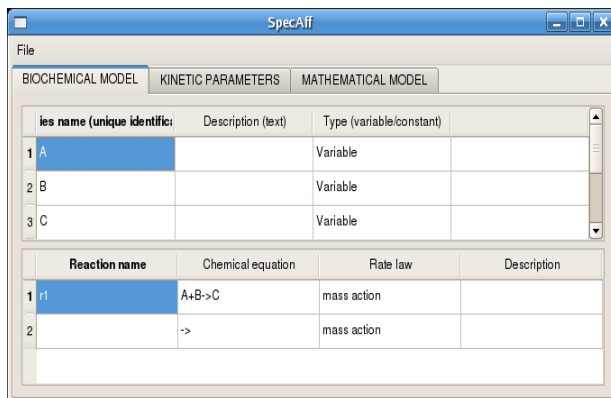 SpecAff
File
BIOCHEMICAL MODEL KINETIC PARAMETERS MATHEMATICAL MODEL
ies name (unique identifica Description (text) Type (variable/constant)
1 A Variable
2 B Variable
3 C Variable
Reaction name Chemical equation Rate law Description
1 r1 A+B->C mass action
2 -> mass action